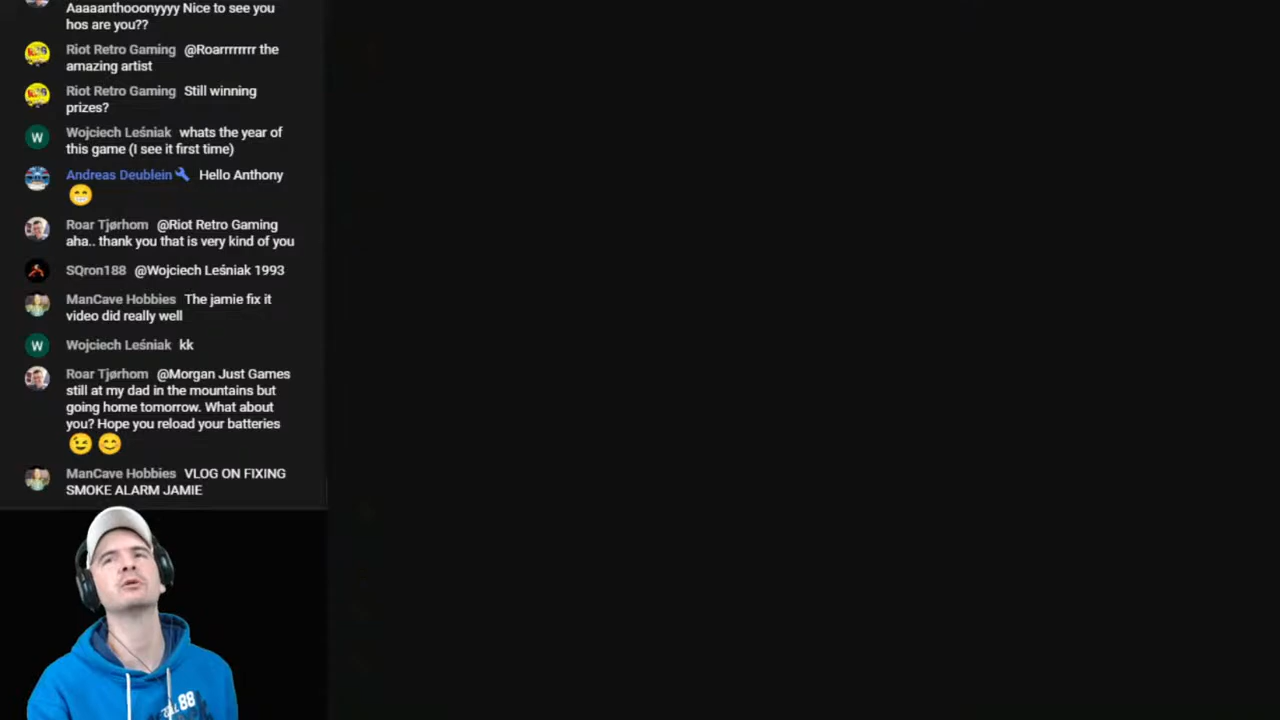 Aaaaanthooonyyyy Nice to see you
hos are you??
Riot Retro Gaming @Roarrrrrrrr the
amazing artist
Riot Retro Gaming Still winning
prizes?
W Wojciech Leśniak whats the year of
this game (I see it first time)
Andreas Deublein Hello Anthony
😁
Roar Tjørhom @Riot Retro Gaming
aha.. thank you that is very kind of you
SQron188 @Wojciech Leśniak 1993
ManCave Hobbies The jamie fix it
video did really well
W Wojciech Leśniak kk
Roar Tjørhom @Morgan Just Games
still at my dad in the mountains but
going home tomorrow. What about
you? Hope you reload your batteries
😉 😊
ManCave Hobbies VLOG ON FIXING
SMOKE ALARM JAMIE
88